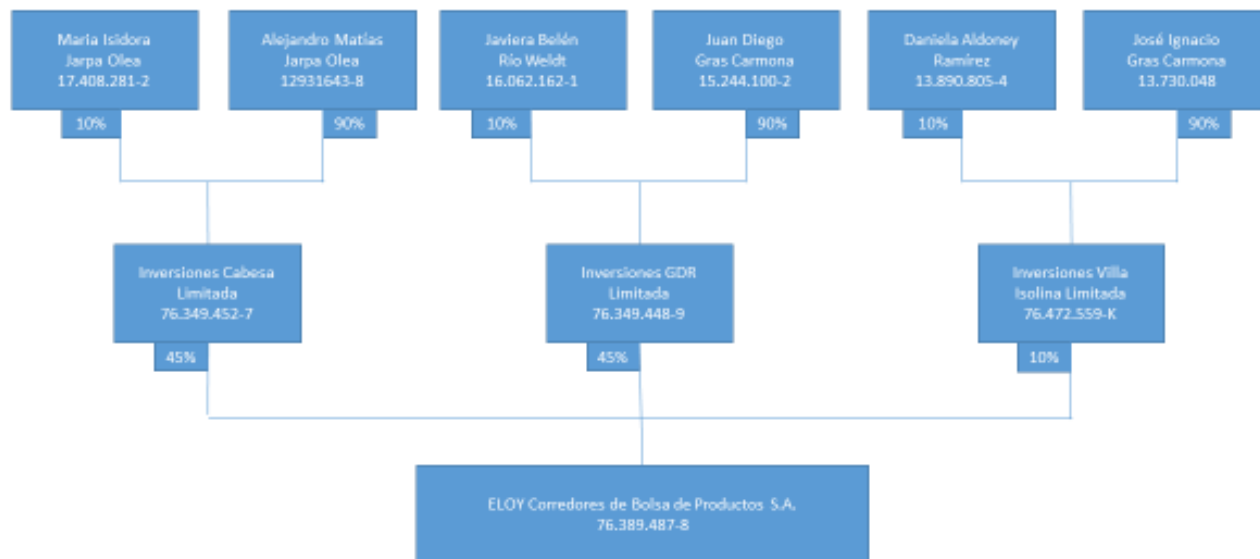 Maria Isidora
Jarpa Olea
17.408.281-2
10%
Alejandro Matías
Jarpa Olea
12931643-8
90%
Javiera Belén
Río Weldt
16.062.162-1
10%
Juan Diego
Gras Carmona
15.244.100-2
90%
Daniela Aldoney
Ramírez
13.890.805-4
10%
José Ignacio
Gras Carmona
13.730.048
90%
Inversiones Cabesa
Limitada
76.349.452-7
45%
Inversiones GDR
Limitada
76.349.448-9
45%
Inversiones Villa
Isolina Limitada
76.472.559-K
10%
ELOY Corredores de Bolsa de Productos S.A.
76.389.487-8